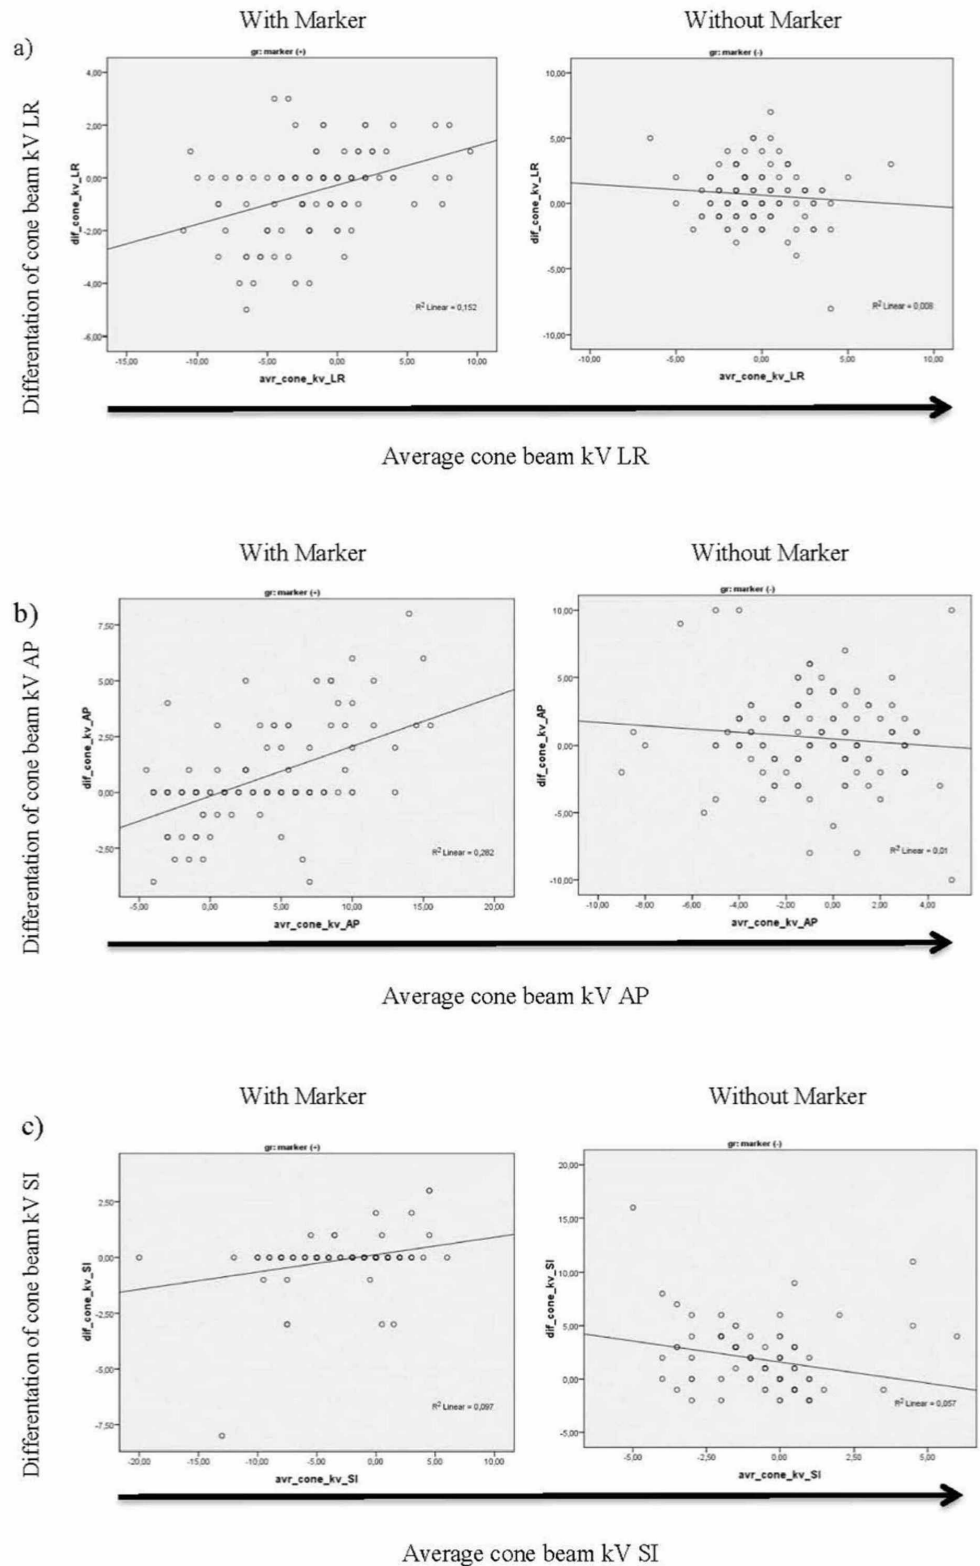 With Marker
Without Marker
a)
gr: marker (+)
gr: marker (-)
Differentation of cone beam kV LR
dif_cone_kv_LR
4,00
2,00
0,00
-2,00
-4,00
-6,00
R2 Linear = 0,152
-15,00 -10,00 -5,00 0,00 5,00 10,00
avr_cone_kv_LR
dif_cone_kv_LR
10,00
5,00
0,00
-5,00
-10,00
R2 Linear = 0,008
-10,00 -5,00 0,00 5,00 10,00
avr_cone_kv_LR
Average cone beam kV LR
With Marker
Without Marker
b)
gr: marker (+)
gr: marker (-)
Differentation of cone beam kV AP
dif_cone_kv_AP
7,50
5,00
2,50
0,00
-2,50
R2 Linear = 0,282
-5,00 0,00 5,00 10,00 15,00 20,00
avr_cone_kv_AP
dif_cone_kv_AP
10,00
5,00
0,00
-5,00
-10,00
R2 Linear = 0,01
-10,00 -8,00 -6,00 -4,00 -2,00 0,00 2,00 4,00
avr_cone_kv_AP
Average cone beam kV AP
With Marker
Without Marker
c)
gr: marker (+)
gr: marker (-)
Differentation of cone beam kV SI
dif_cone_kv_SI
2,50
0,00
-2,50
-5,00
-7,50
R2 Linear = 0,097
-20,00 -15,00 -10,00 -5,00 0,00 5,00 10,00
avr_cone_kv_SI
dif_cone_kv_SI
20,00
15,00
10,00
5,00
0,00
-5,00
R2 Linear = 0,057
-5,00 -2,50 0,00 2,50 5,00
avr_cone_kv_SI
Average cone beam kV SI